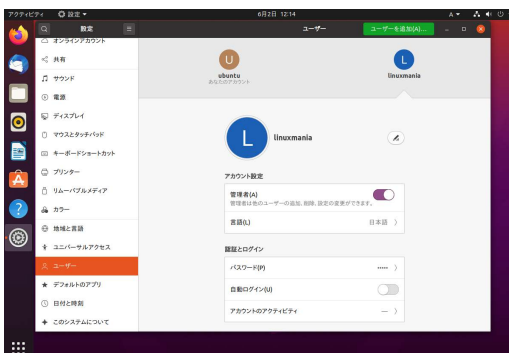 アクティビティ
設定
6月2日 12:14
A
設定
ユーザー
ユーザーを追加(A)...
オンラインアカウント
共有
サウンド
電源
ディスプレイ
マウスとタッチパッド
キーボードショートカット
プリンター
リムーバブルメディア
カラー
地域と言語
ユニバーサルアクセス
ユーザー
デフォルトのアプリ
日付と時刻
このシステムについて
U
ubuntu
あなたのアカウント
L
linuxmania
L
linuxmania
アカウント設定
管理者(A)
管理者は他のユーザーの追加、削除、設定の変更ができます。
言語(L)
日本語
認証とログイン
パスワード(P)
•••••
自動ログイン(U)
アカウントのアクティビティ
—